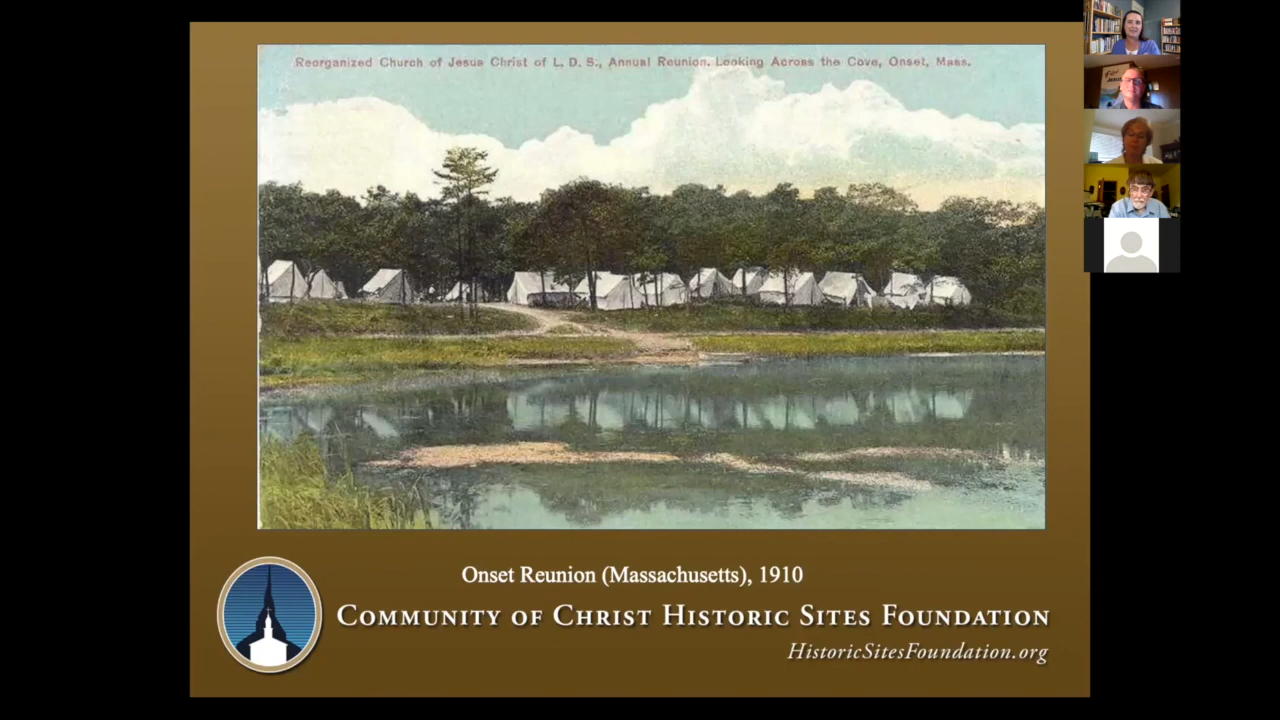 Reorganized Church of Jesus Christ of L. D. S., Annual Reunion. Looking Across the Cove, Onset, Mass.
Onset Reunion (Massachusetts), 1910
COMMUNITY OF CHRIST HISTORIC SITES FOUNDATION
HistoricSitesFoundation.org